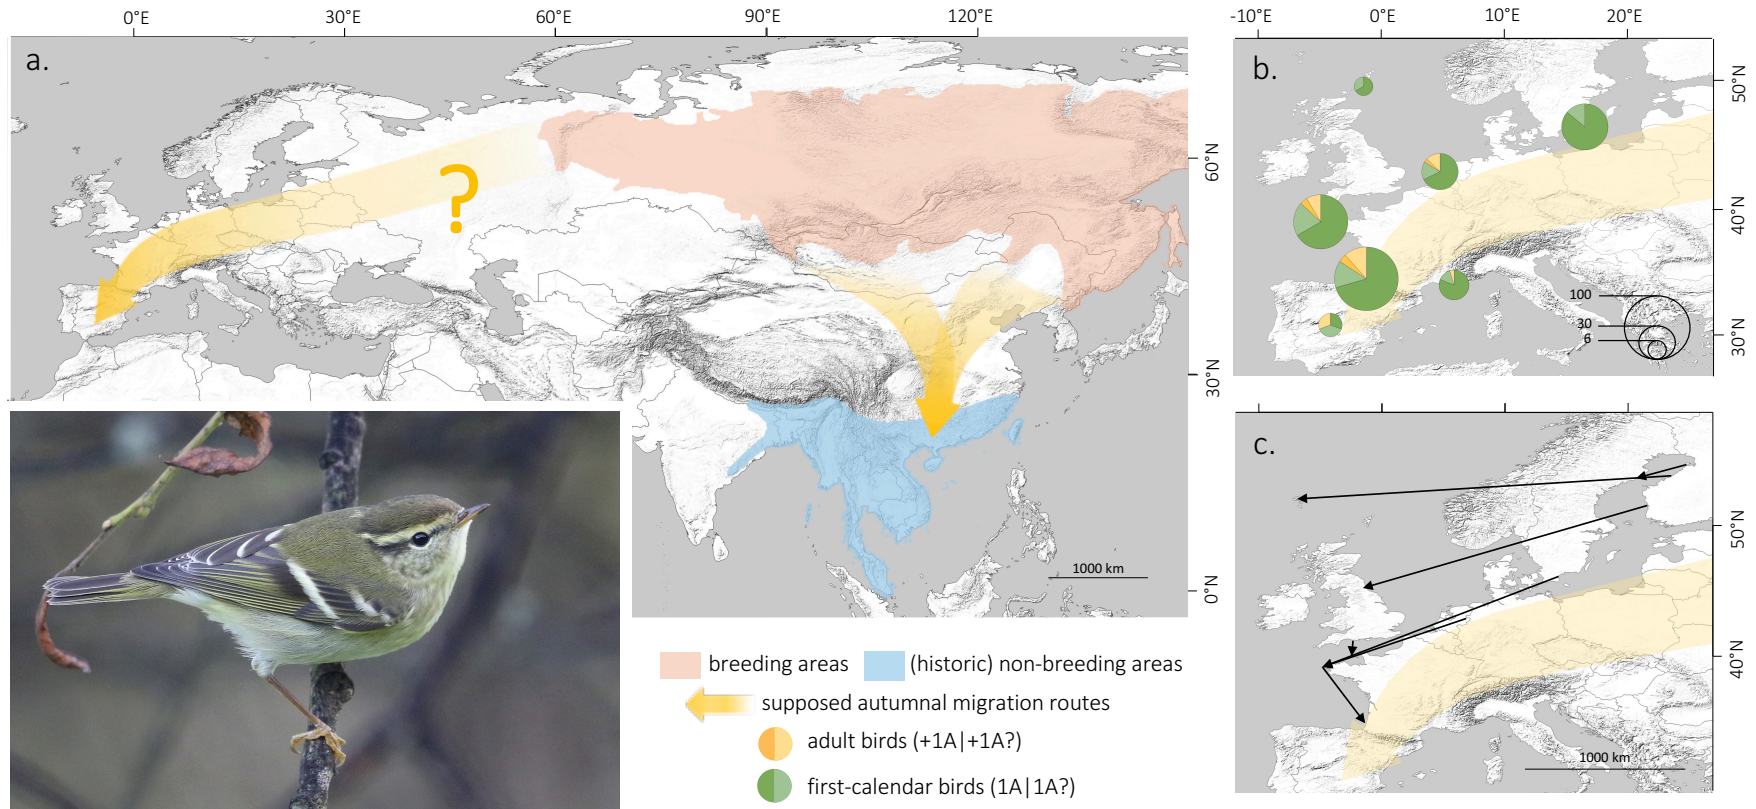 0°E 30°E 60°E 90°E 120°E
a.
?
60°N
30°N
0°N
1000 km
-10°E 0°E 10°E 20°E
b.
50°N
40°N
30°N
100
30
6
c.
50°N
40°N
1000 km
breeding areas (historic) non-breeding areas
supposed autumnal migration routes
adult birds (+1A|+1A?)
first-calendar birds (1A|1A?)